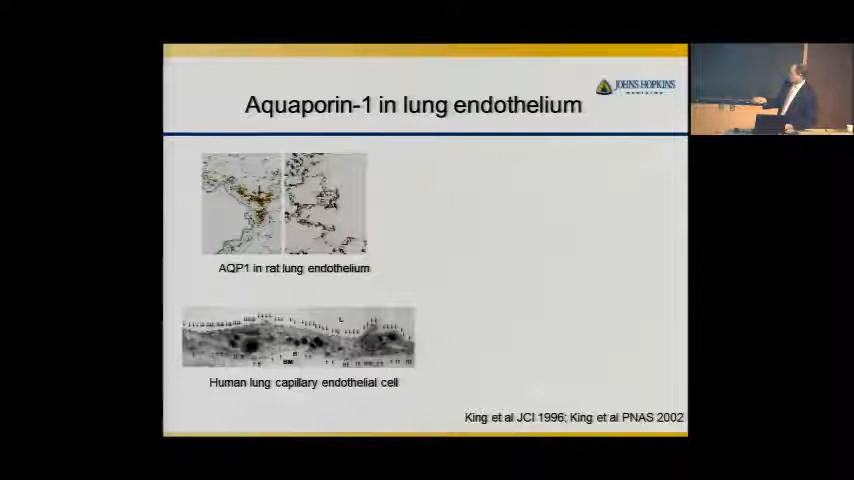 Aquaporin-1 in lung endothelium
JOHNS HOPKINS
MEDICINE
AQP1 in rat lung endothelium
L
BM
Human lung capillary endothelial cell
King et al JCI 1996; King et al PNAS 2002